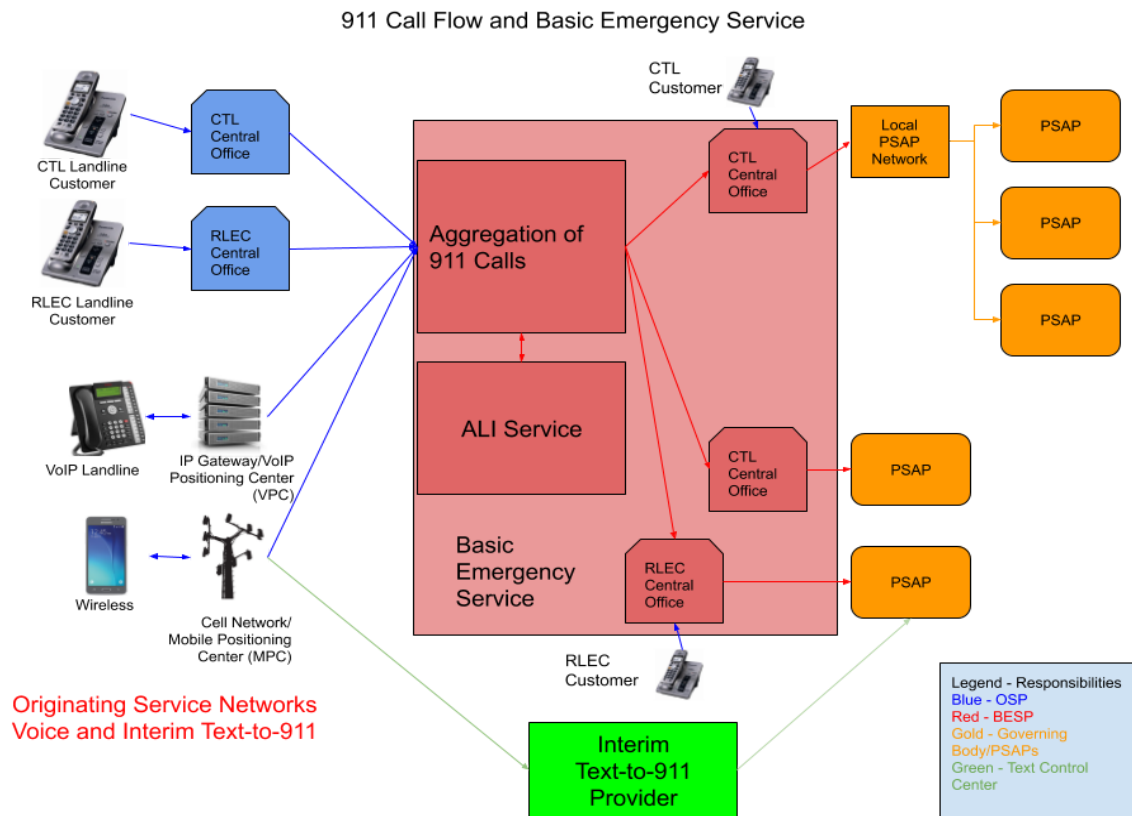 911 Call Flow and Basic Emergency Service
CTL Landline
Customer
CTL
Central
Office
RLEC Landline
Customer
RLEC
Central
Office
VoIP Landline
IP Gateway/VoIP
Positioning Center
(VPC)
Wireless
Cell Network/
Mobile Positioning
Center (MPC)
Originating Service Networks
Voice and Interim Text-to-911
Aggregation of
911 Calls
ALI Service
Basic
Emergency
Service
CTL
Customer
CTL
Central
Office
CTL
Central
Office
RLEC
Central
Office
RLEC
Customer
Local
PSAP
Network
PSAP
PSAP
PSAP
PSAP
PSAP
Interim
Text-to-911
Provider
Legend - Responsibilities
Blue - OSP
Red - BESP
Gold - Governing
Body/PSAPs
Green - Text Control
Center